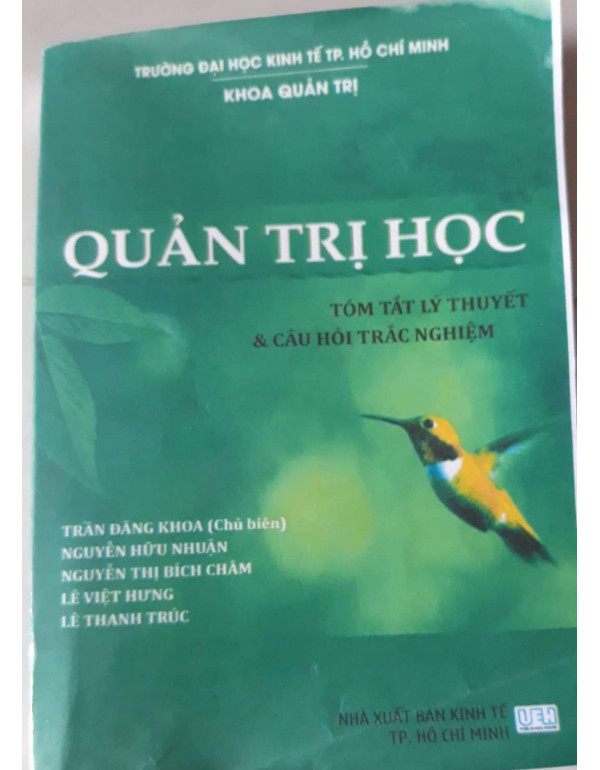 TRƯỜNG ĐẠI HỌC KINH TẾ TP. HỒ CHÍ MINH
KHOA QUẢN TRỊ
QUẢN TRỊ HỌC
TÓM TẮT LÝ THUYẾT
& CÂU HỎI TRẮC NGHIỆM
TRẦN ĐĂNG KHOA (Chủ biên)
NGUYỄN HỮU NHUẬN
NGUYỄN THỊ BÍCH CHÂM
LÊ VIỆT HƯNG
LÊ THANH TRÚC
NHÀ XUẤT BẢN KINH TẾ
TP. HỒ CHÍ MINH
UEH